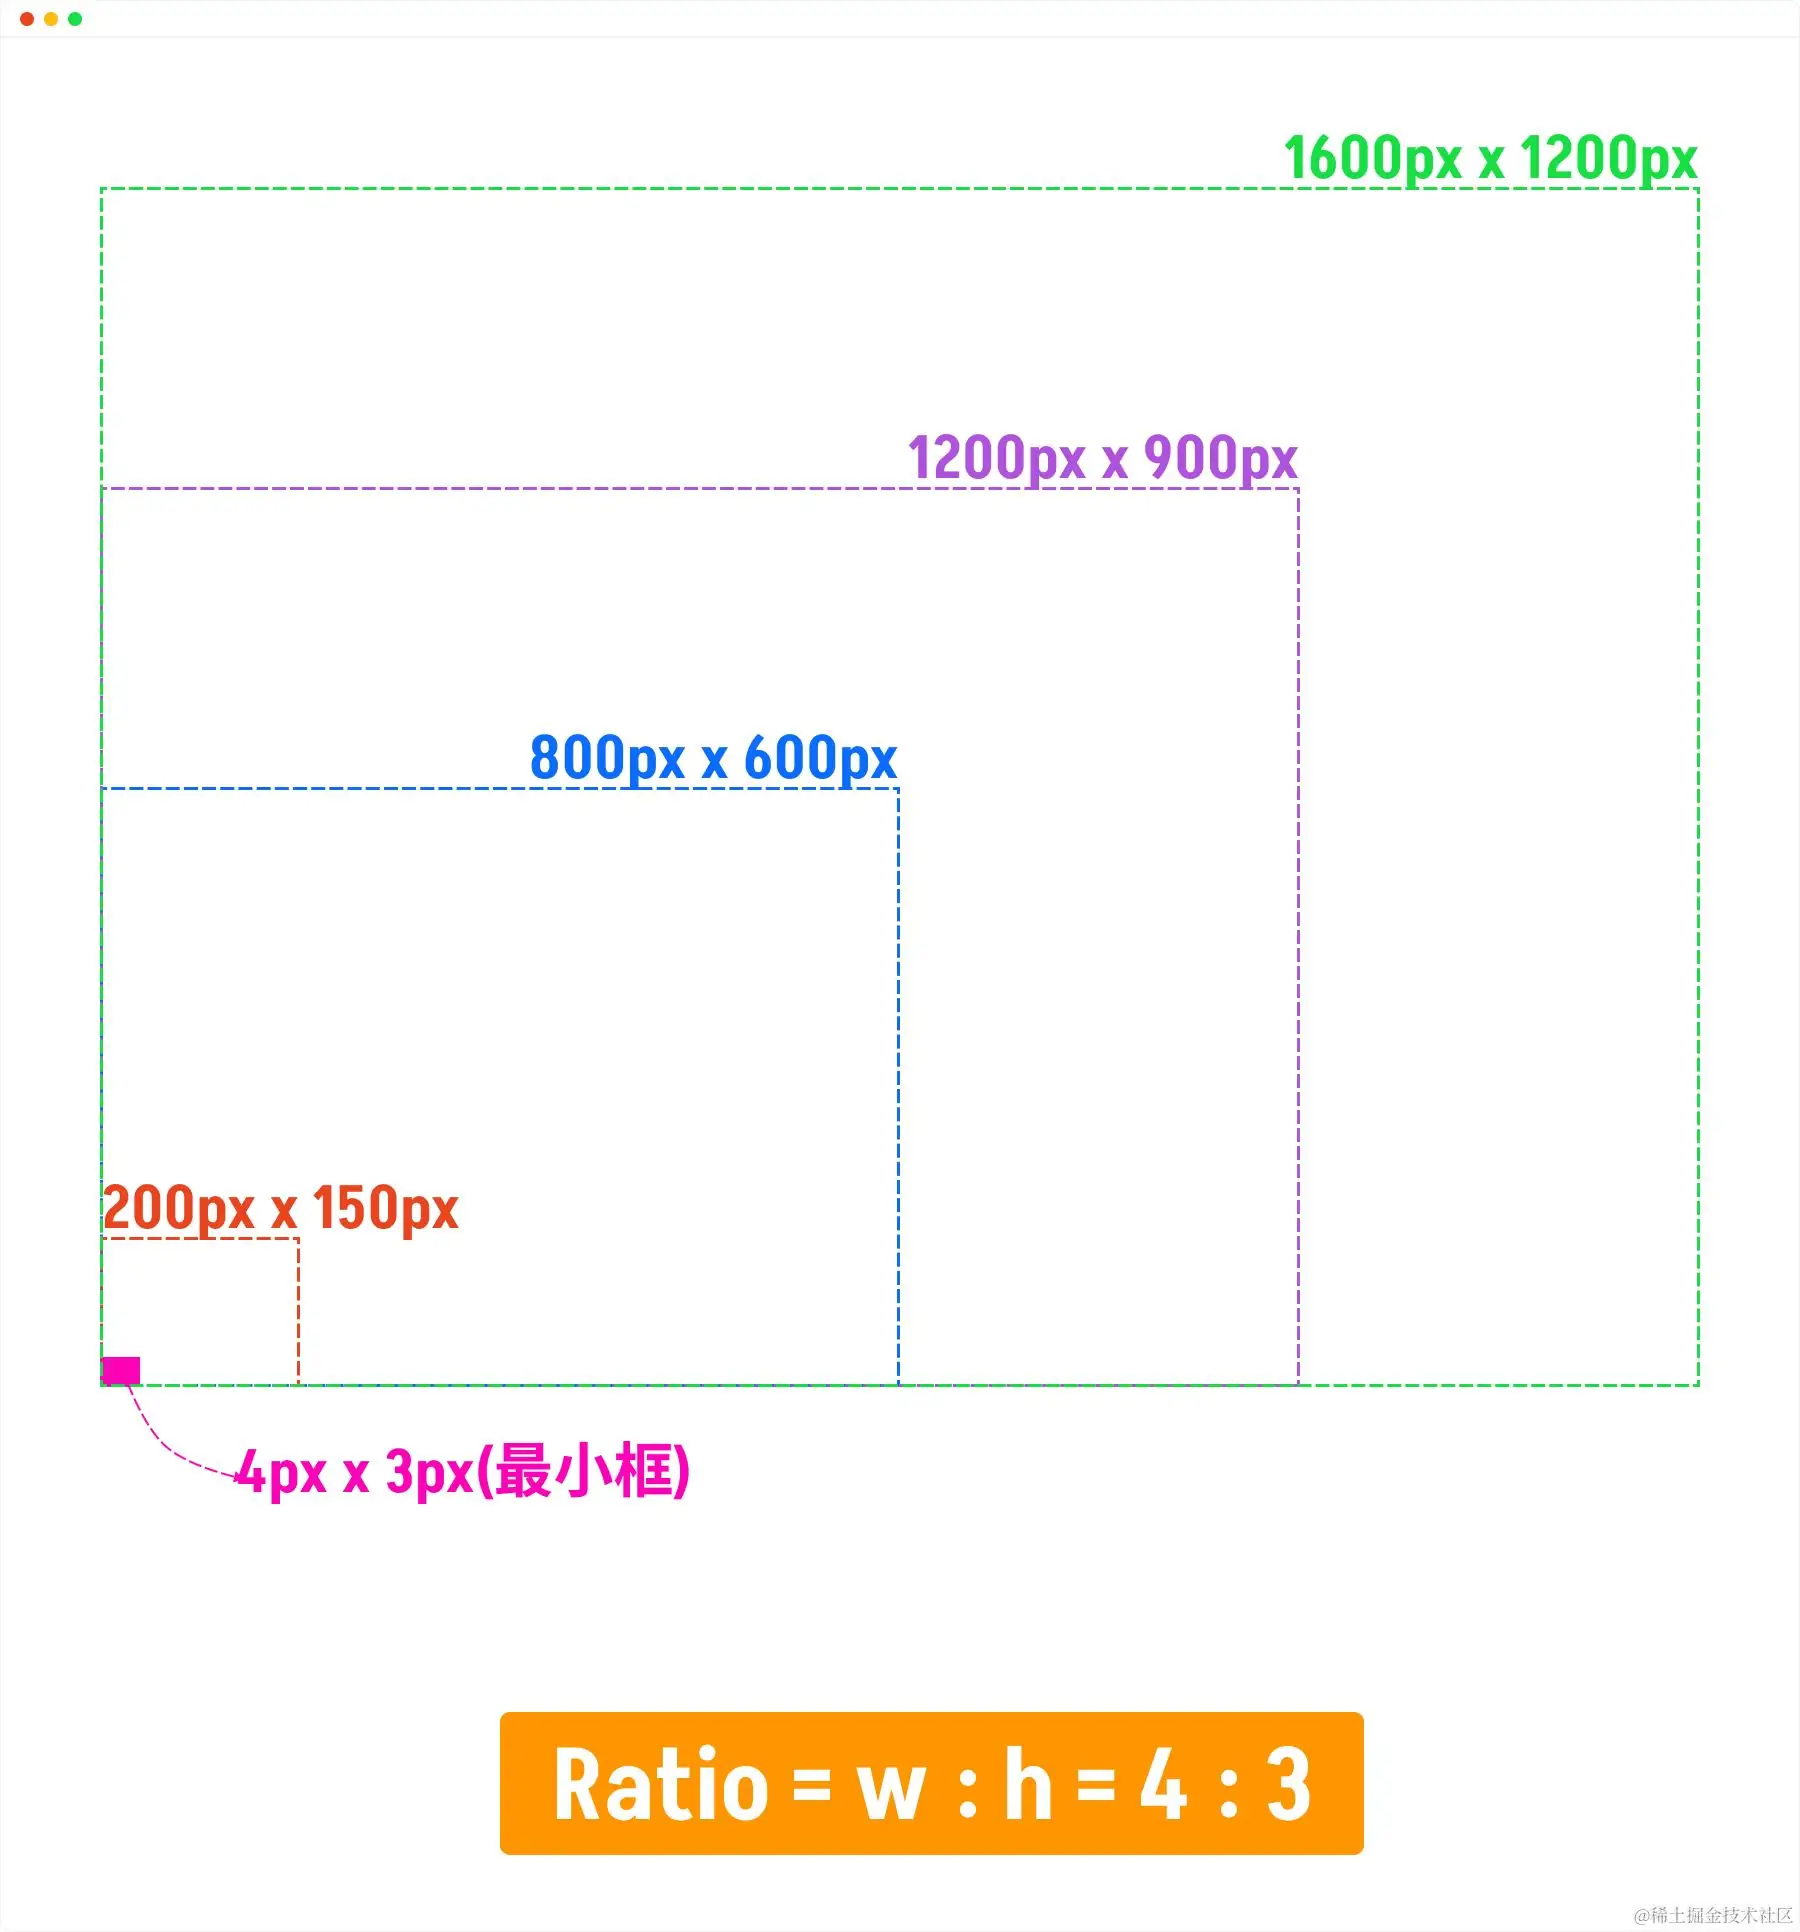 1600px x 1200px
1200px x 900px
800px x 600px
200px x 150px
4px x 3px(最小框)
Ratio = w : h = 4 : 3
@稀土掘金技术社区